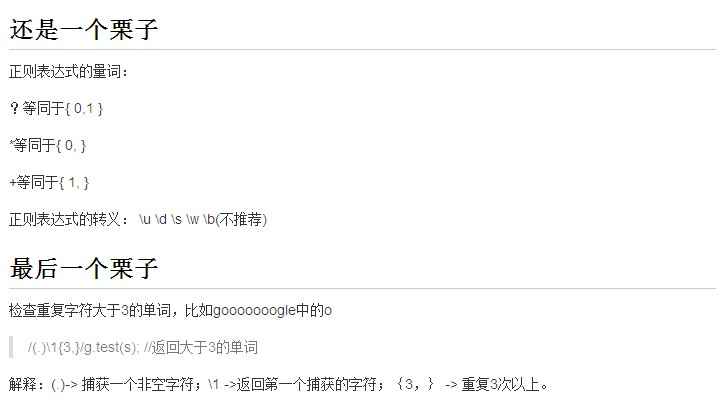 还是一个栗子
正则表达式的量词：
？等同于{ 0,1 }
*等同于{ 0, }
+等同于{ 1, }
正则表达式的转义： \u \d \s \w \b(不推荐)
最后一个栗子
检查重复字符大于3的单词，比如gooooooogle中的o
/(.)\1{3,}/g.test(s); //返回大于3的单词
解释：(.)-> 捕获一个非空字符；\1 ->返回第一个捕获的字符；｛3，｝ -> 重复3次以上。